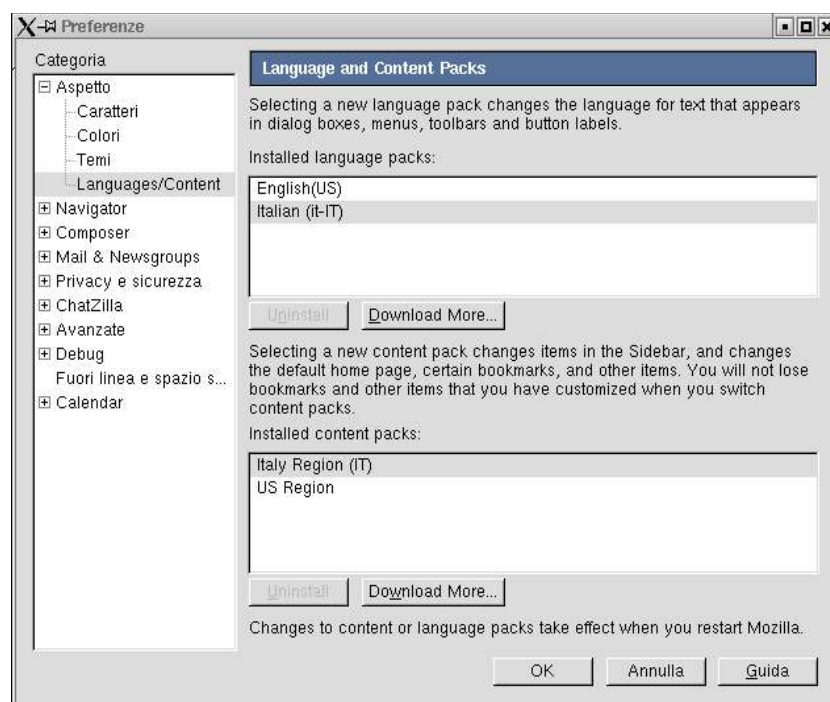 Preferenze
Categoria
Aspetto
Caratteri
Colori
Temi
Languages/Content
Navigator
Composer
Mail & Newsgroups
Privacy e sicurezza
ChatZilla
Avanzate
Debug
Fuori linea e spazio s...
Calendar
Language and Content Packs
Selecting a new language pack changes the language for text that appears
in dialog boxes, menus, toolbars and button labels.
Installed language packs:
English(US)
Italian (it-IT)
Uninstall Download More...
Selecting a new content pack changes items in the Sidebar, and changes
the default home page, certain bookmarks, and other items. You will not lose
bookmarks and other items that you have customized when you switch
content packs.
Installed content packs:
Italy Region (IT)
US Region
Uninstall Download More...
Changes to content or language packs take effect when you restart Mozilla.
OK Annulla Guida